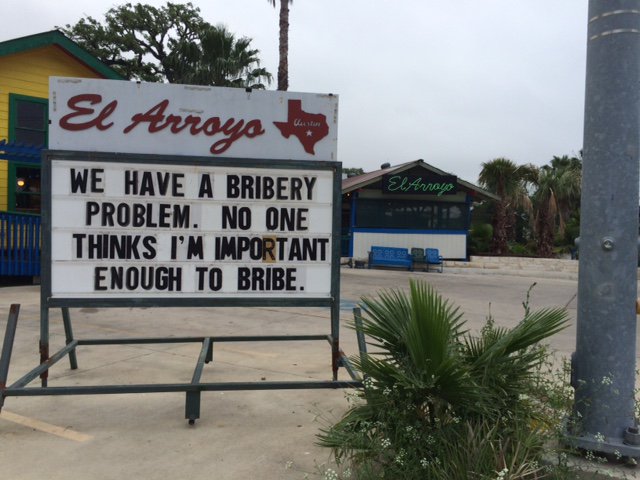 El Arroyo
Austin
WE HAVE A BRIBERY
PROBLEM. NO ONE
THINKS I'M IMPORTANT
ENOUGH TO BRIBE.
El Arroyo